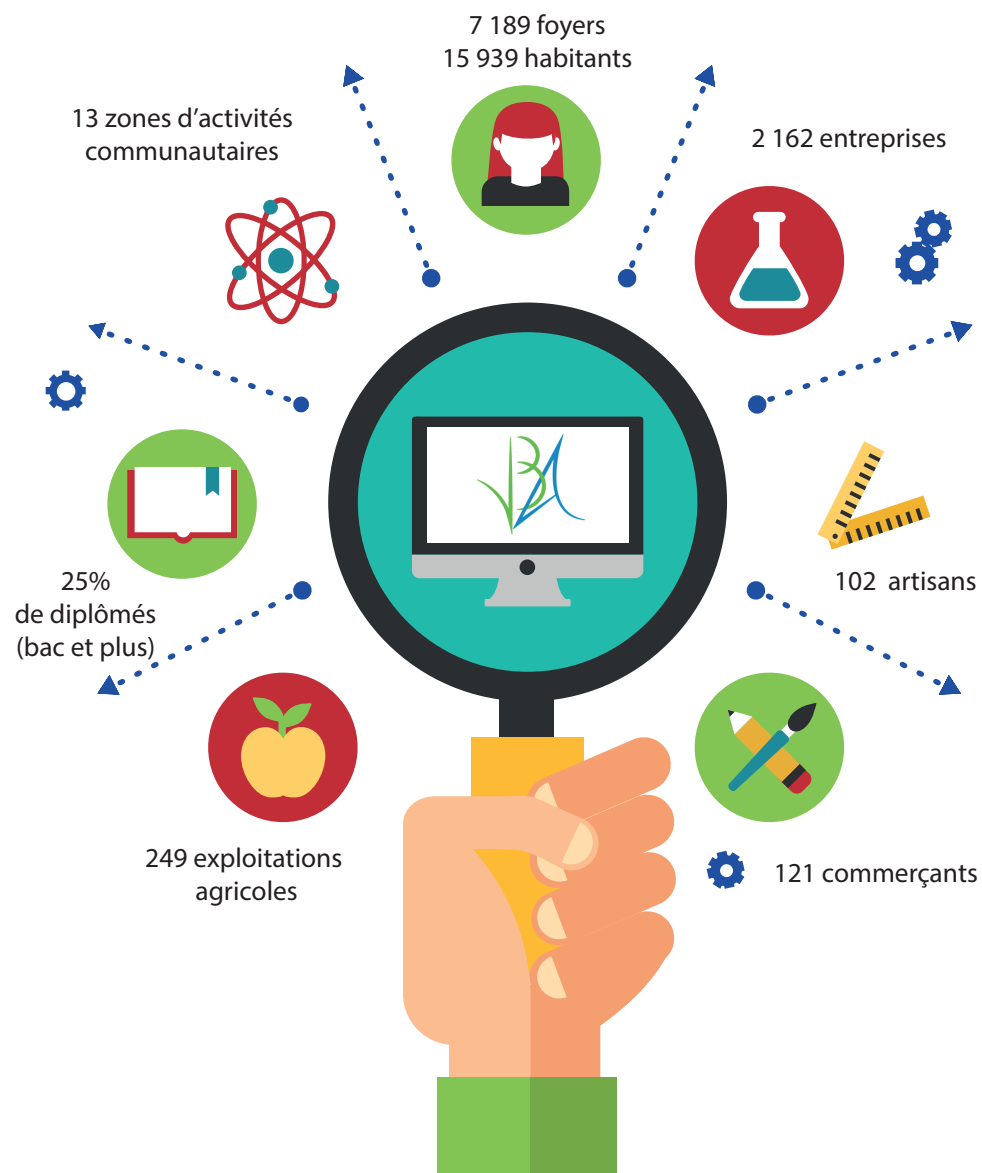 7 189 foyers
15 939 habitants
13 zones d'activités
communautaires
2 162 entreprises
25%
de diplômés
(bac et plus)
102 artisans
249 exploitations
agricoles
121 commerçants